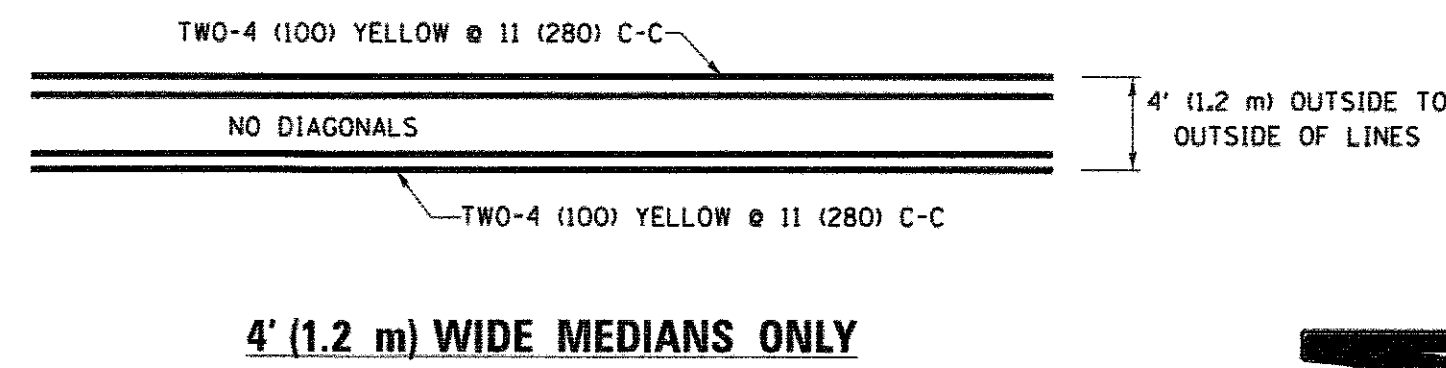 TWO-4 (100) YELLOW @ 11 (280) C-C
4' (1.2 m) OUTSIDE TO
OUTSIDE OF LINES
NO DIAGONALS
TWO-4 (100) YELLOW @ 11 (280) C-C
4' (1.2 m) WIDE MEDIANS ONLY